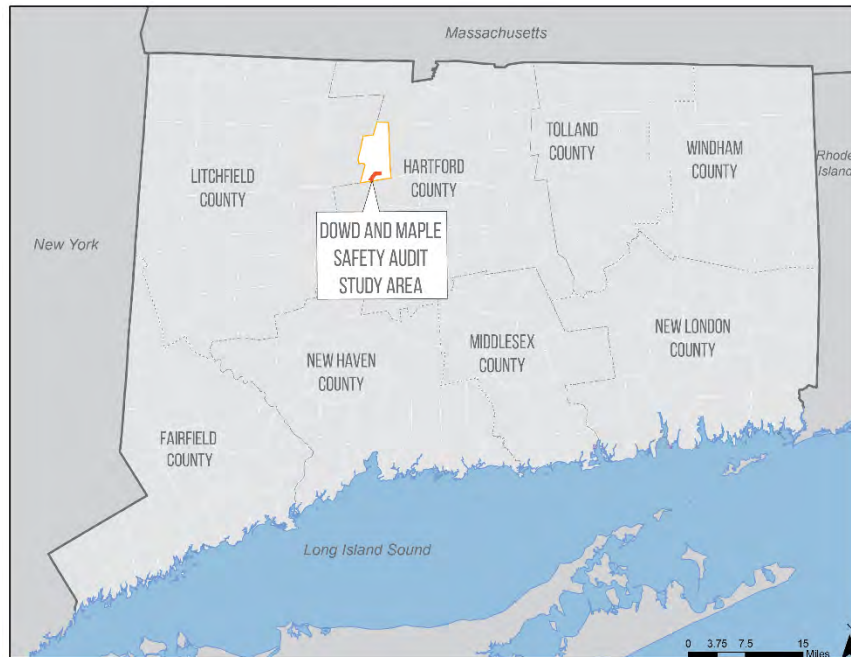 Massachusetts
TOLLAND
COUNTY
WINDHAM
COUNTY
Rhode
Island
LITCHFIELD
COUNTY
HARTFORD
COUNTY
New York
DOWD AND MAPLE
SAFETY AUDIT
STUDY AREA
NEW HAVEN
COUNTY
MIDDLESEX
COUNTY
NEW LONDON
COUNTY
FAIRFIELD
COUNTY
Long Island Sound
0 3.75 7.5 15
Miles